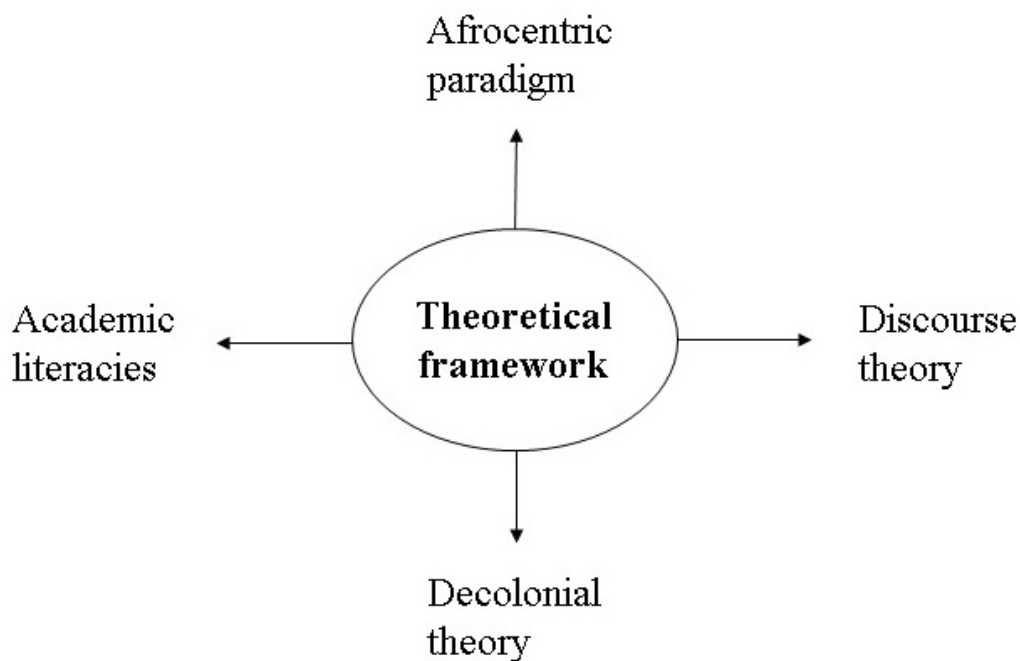 Afrocentric
paradigm
Academic
literacies
Theoretical
framework
Discourse
theory
Decolonial
theory